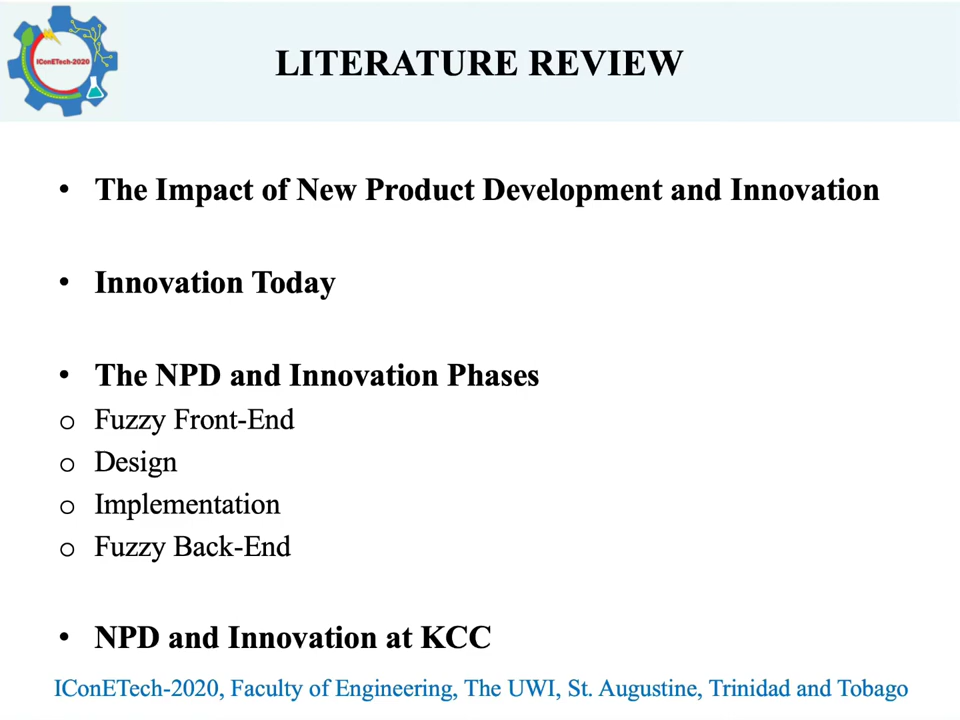 IConETech-2020
LITERATURE REVIEW
• The Impact of New Product Development and Innovation
• Innovation Today
• The NPD and Innovation Phases
o Fuzzy Front-End
o Design
o Implementation
o Fuzzy Back-End
• NPD and Innovation at KCC
IConETech-2020, Faculty of Engineering, The UWI, St. Augustine, Trinidad and Tobago